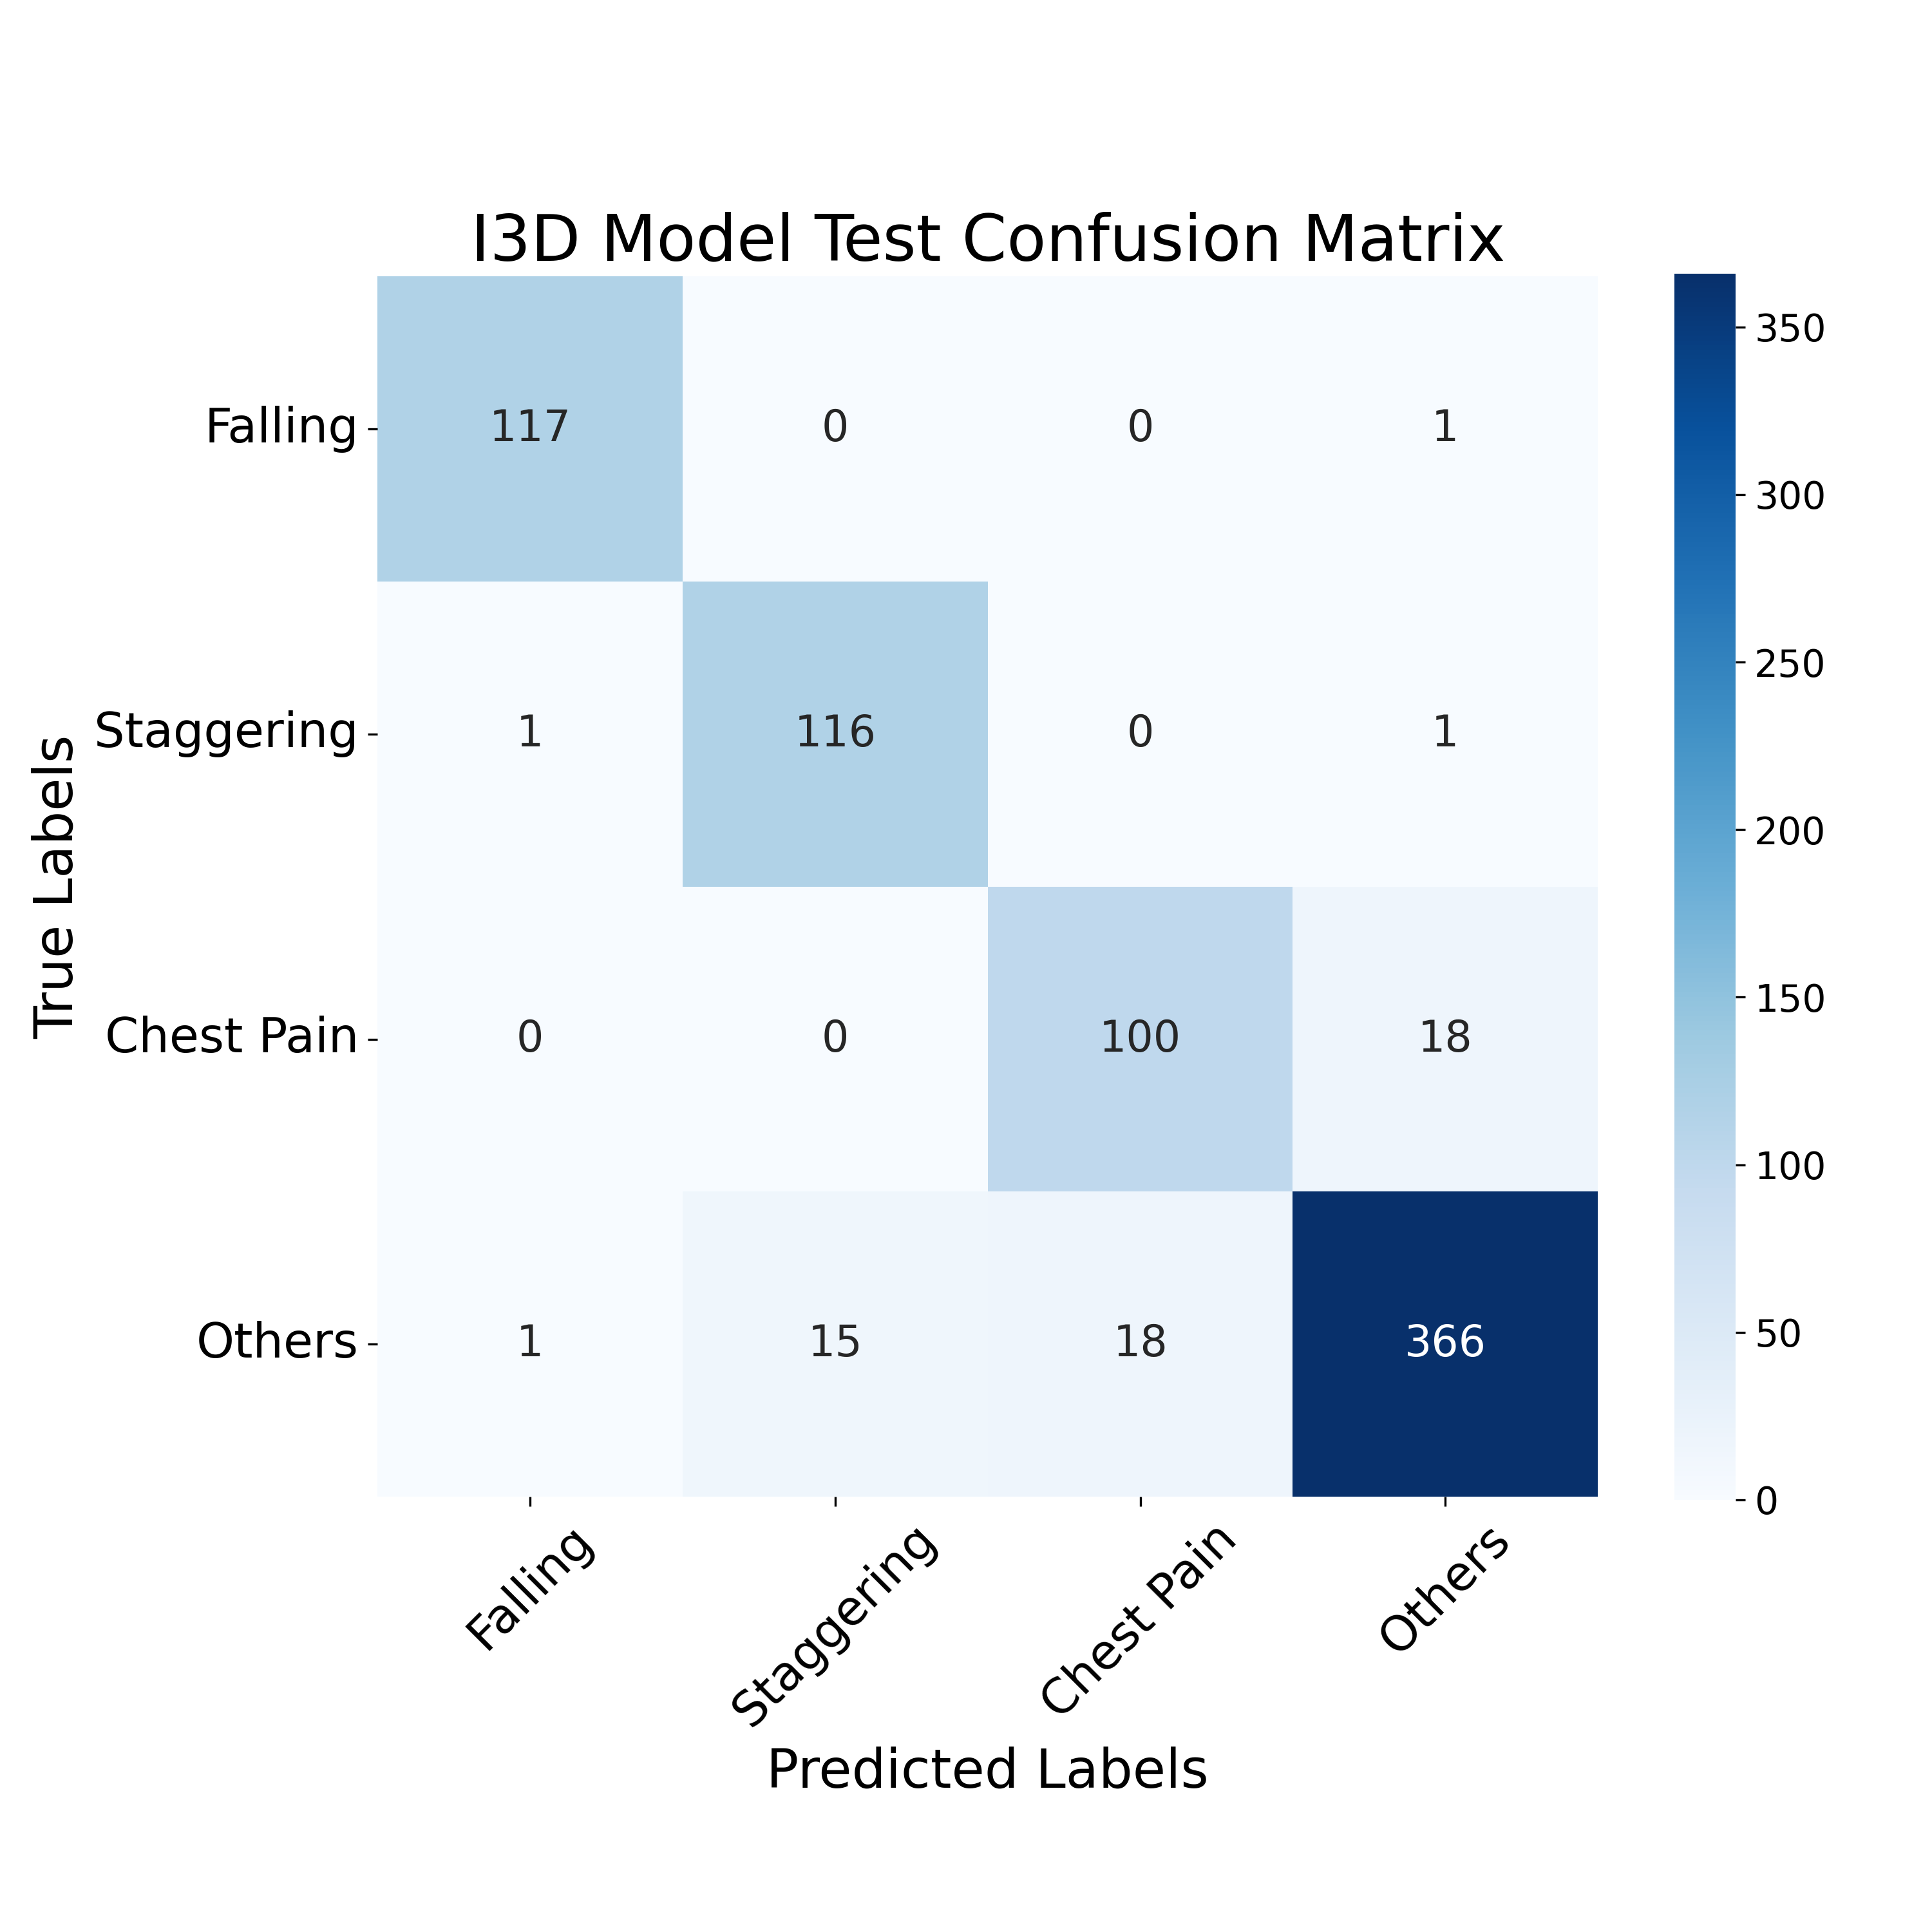 I3D Model Test Confusion Matrix
True Labels
Falling 117 0 0 1
Staggering 1 116 0 1
Chest Pain 0 0 100 18
Others 1 15 18 366
Falling Staggering Chest Pain Others
Predicted Labels
350
300
250
200
150
100
50
0